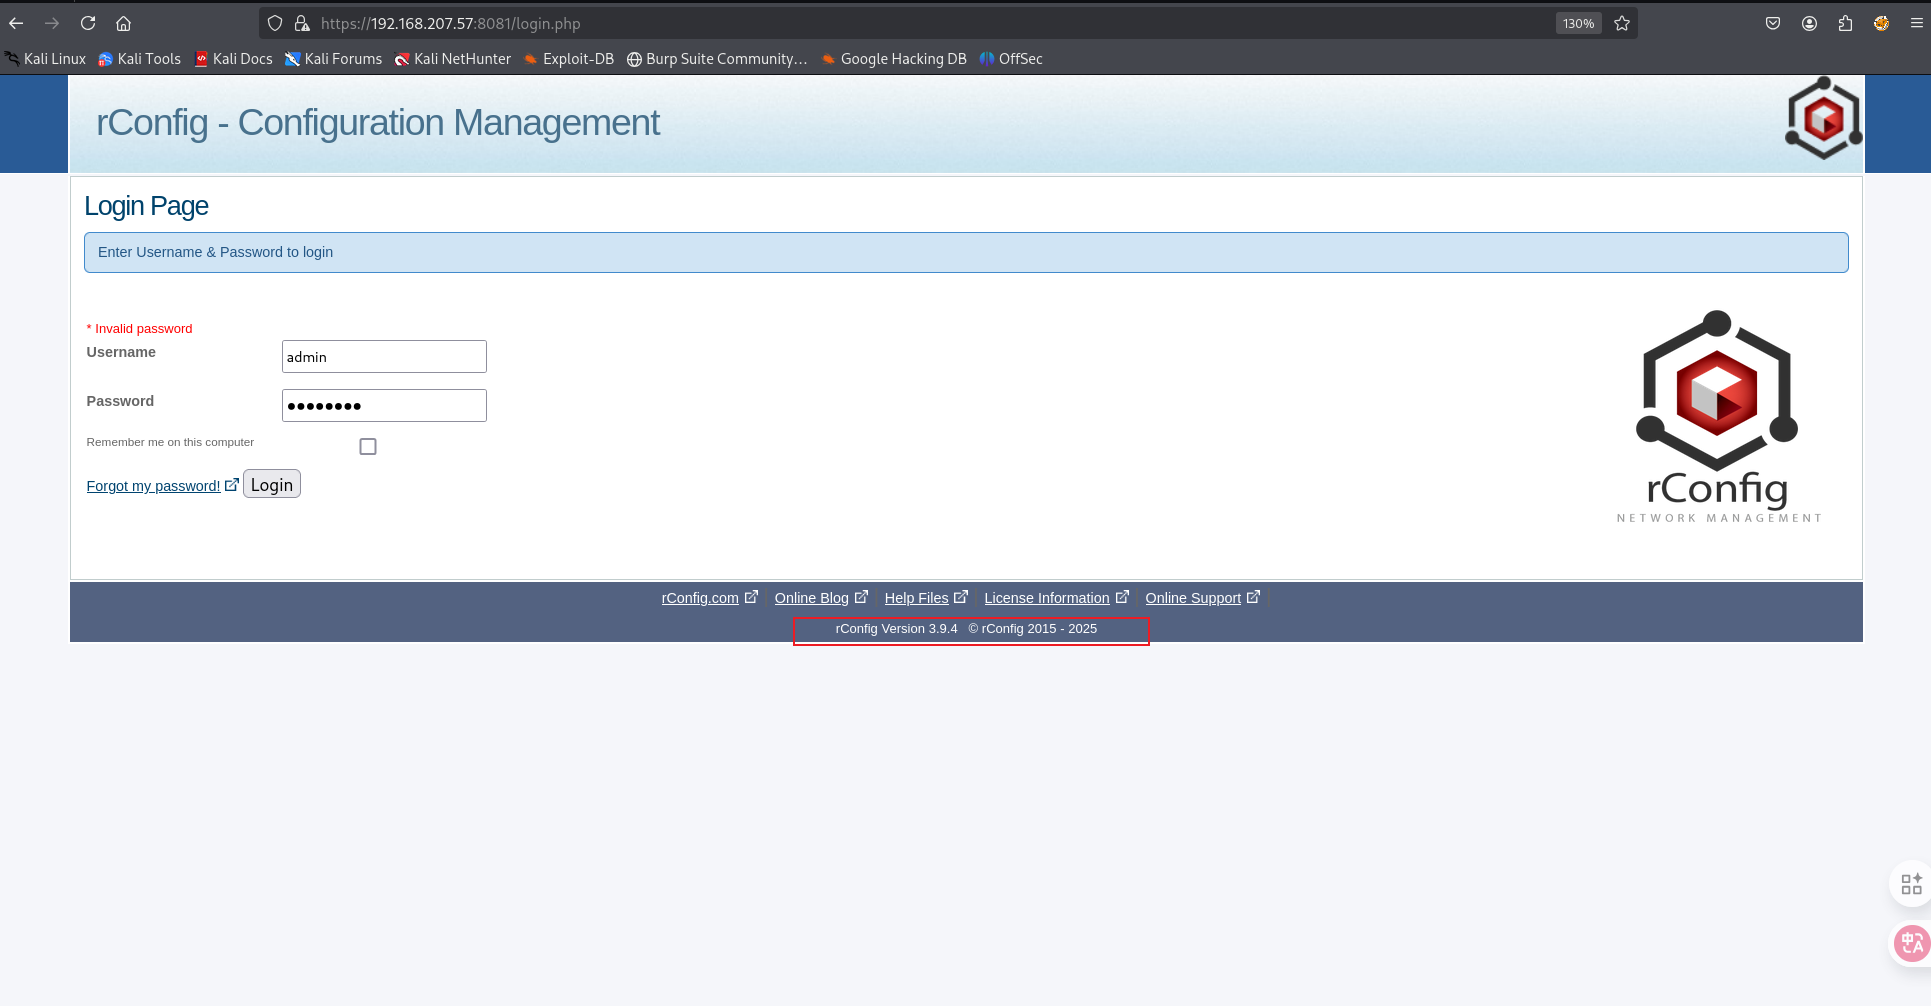 https://192.168.207.57:8081/login.php
130%
Kali Linux Kali Tools Kali Docs Kali Forums Kali NetHunter Exploit-DB Burp Suite Community... Google Hacking DB OffSec
rConfig - Configuration Management
Login Page
Enter Username & Password to login
* Invalid password
Username admin
Password
Remember me on this computer
Forgot my password! Login
rConfig
NETWORK MANAGEMENT
rConfig.com Online Blog Help Files License Information Online Support
rConfig Version 3.9.4 © rConfig 2015 - 2025
中A